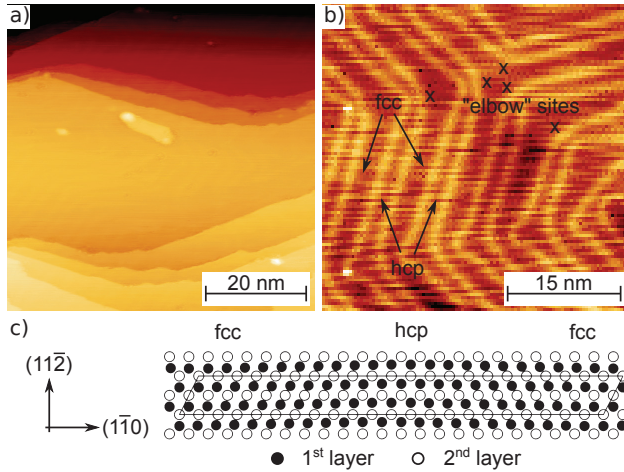 a)
20 nm
b)
fcc
x
x x
x x
"elbow" sites
x
hcp
15 nm
c)
fcc hcp fcc
(112̄)
(11̄0)
1st layer 2nd layer